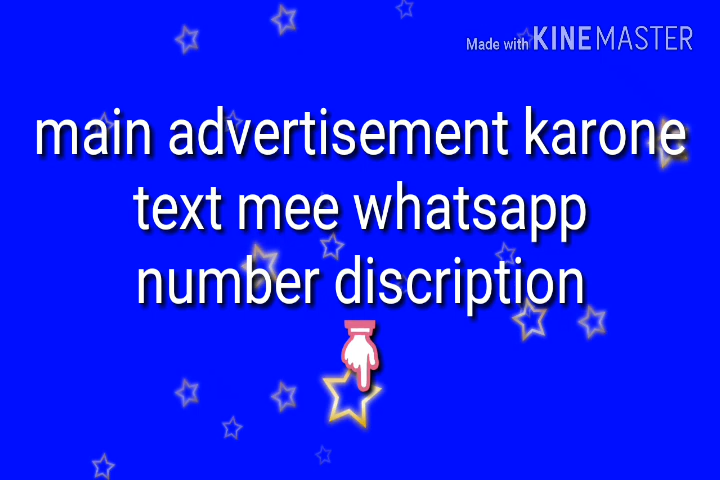 Made with KINEMASTER
main advertisement karone
text mee whatsapp
number discription